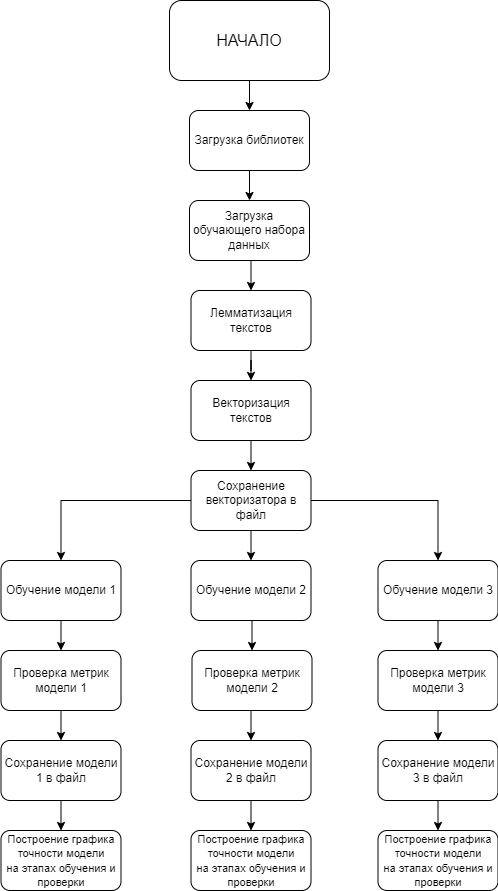 НАЧАЛО
Загрузка библиотек
Загрузка
обучающего набора
данных
Лемматизация
текстов
Векторизация
текстов
Сохранение
векторизатора в
файл
Обучение модели 1
Проверка метрик
модели 1
Сохранение модели
1 в файл
Построение графика
точности модели
на этапах обучения и
проверки
Обучение модели 2
Проверка метрик
модели 2
Сохранение модели
2 в файл
Построение графика
точности модели
на этапах обучения и
проверки
Обучение модели 3
Проверка метрик
модели 3
Сохранение модели
3 в файл
Построение графика
точности модели
на этапах обучения и
проверки